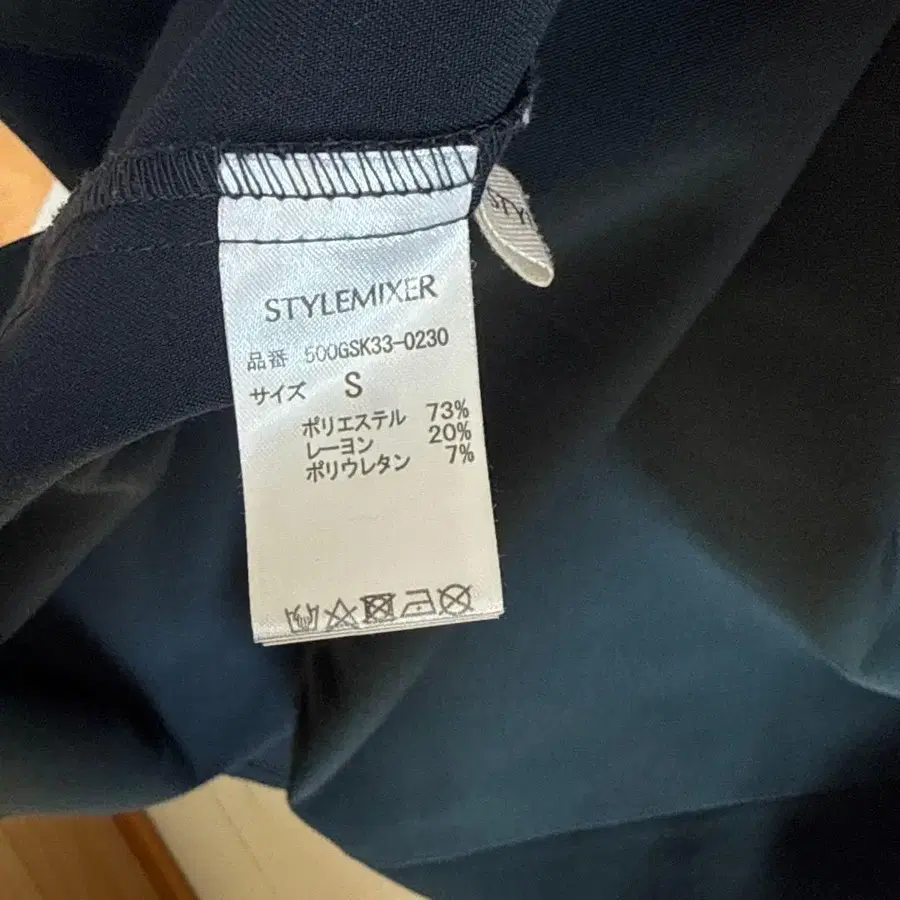 STYLEMIXER
品番 500GSK33-0230
サイズ S
ポリエステル 73%
レーヨン 20%
ポリウレタン 7%